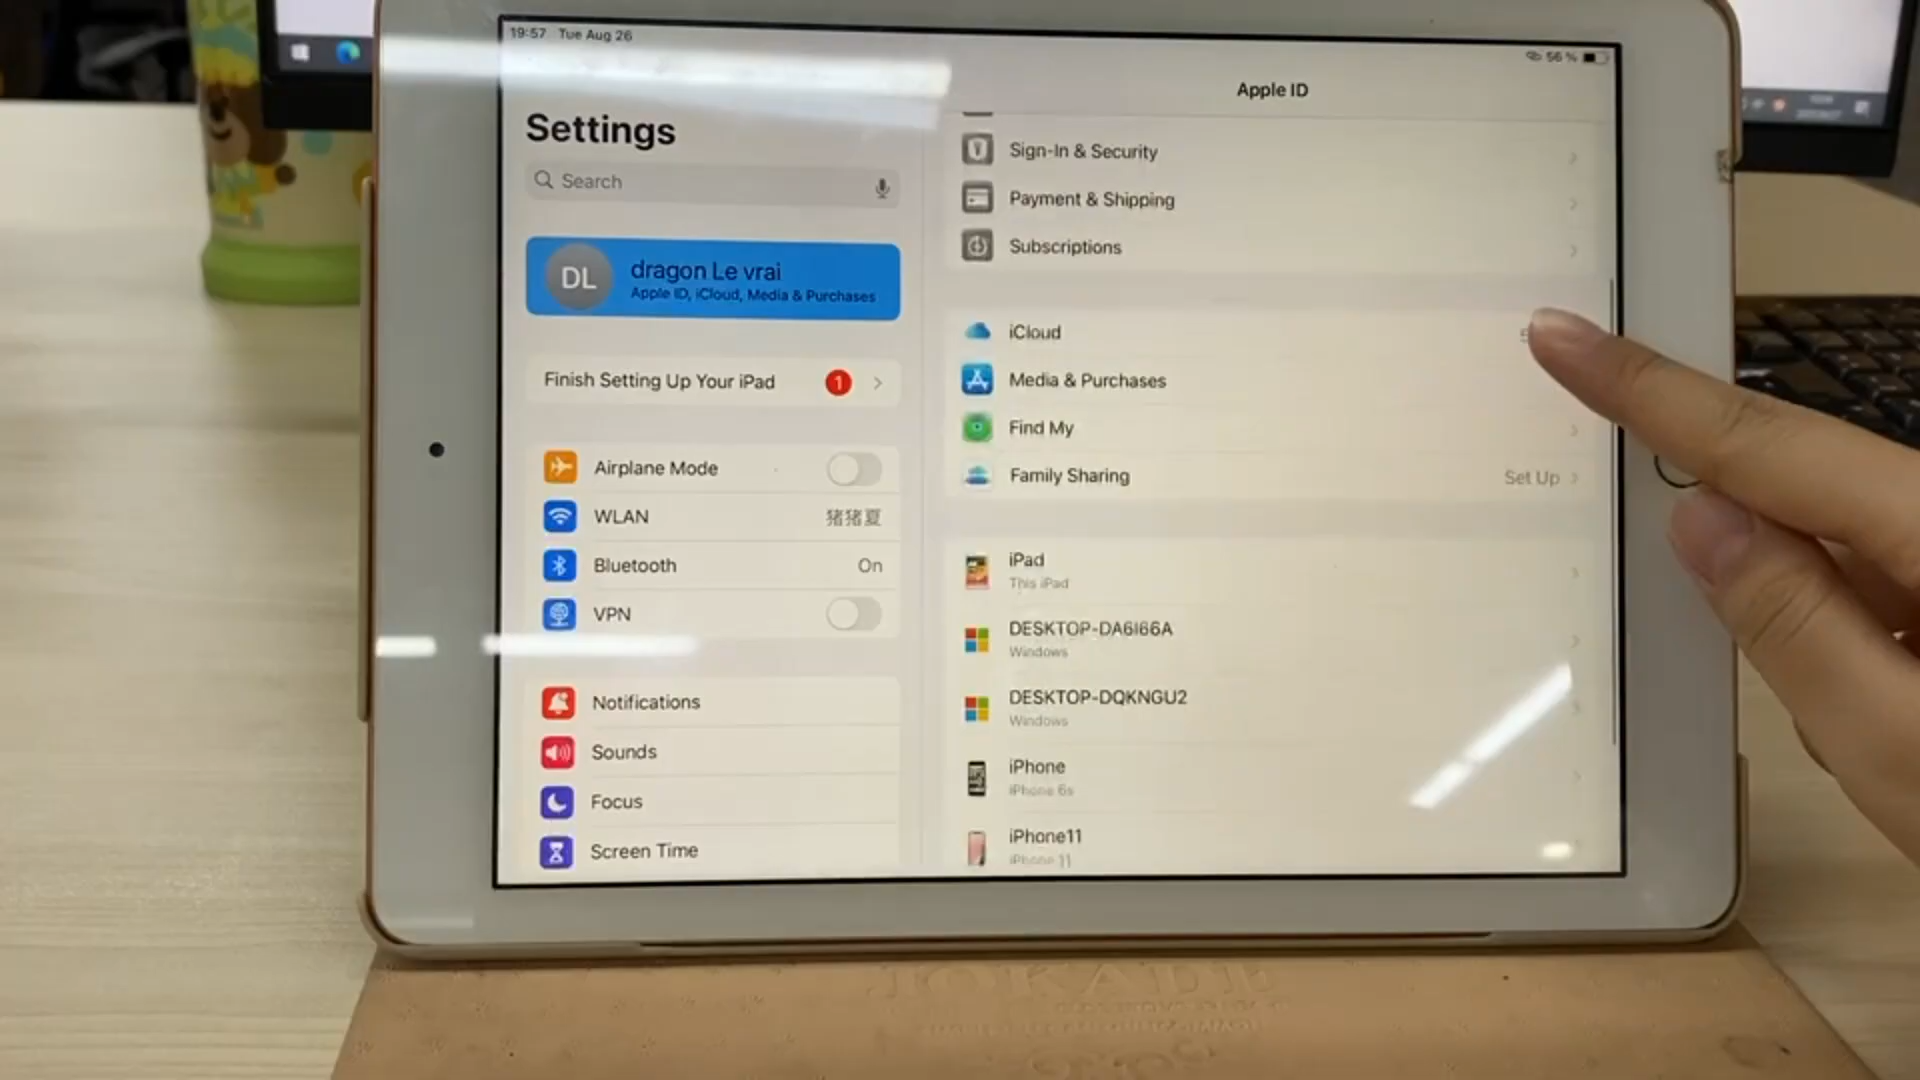 19:57 Tue Aug 26
56 %
Settings
Search
DL
dragon Le vrai
Apple ID, iCloud, Media & Purchases
Finish Setting Up Your iPad
1
Airplane Mode
WLAN
猪猪夏
Bluetooth
On
VPN
Notifications
Sounds
Focus
Screen Time
Apple ID
Sign-In & Security
Payment & Shipping
Subscriptions
iCloud
Media & Purchases
Find My
Family Sharing
Set Up
iPad
This iPad
DESKTOP-DA6I66A
Windows
DESKTOP-DQKNGU2
Windows
iPhone
iPhone 6s
iPhone11
iPhone 11